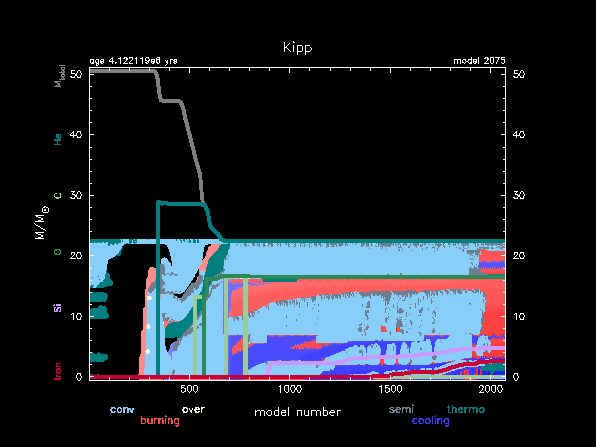 Kipp
age 4.122119e6 yrs model 2075
M/M☉
M_total
He
C
O
Si
Iron
50 50
40 40
30 30
20 20
10 10
0 0
500 1000 1500 2000
model number
conv over semi thermo
burning cooling